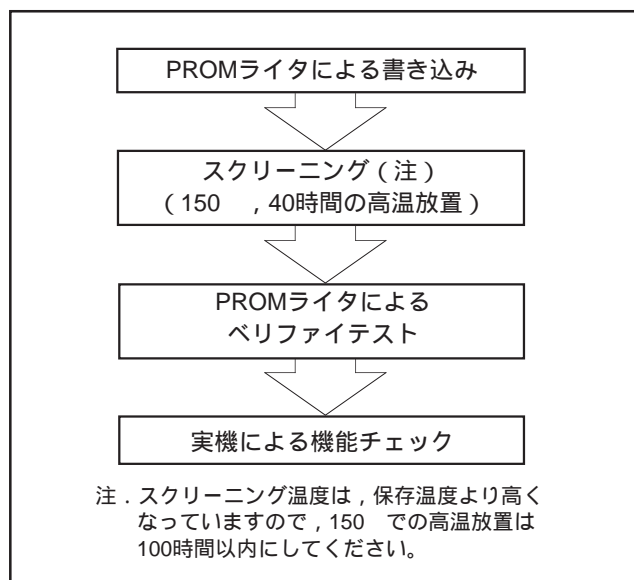 PROMライタによる書き込み
スクリーニング(注)
(150 ,40時間の高温放置)
PROMライタによる
ベリファイテスト
実機による機能チェック
注.スクリーニング温度は,保存温度より高く
なっていますので,150 での高温放置は
100時間以内にしてください。